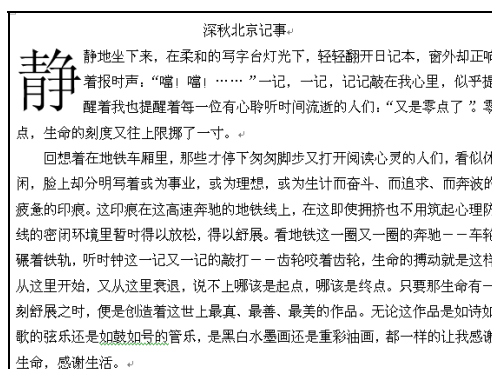 深秋北京记事
静地坐下来，在柔和的写字台灯光下，轻轻翻开日记本，窗外却正响
静
着报时声：“噹！噹！……”一记，一记，记记敲在我心里，似乎提
醒着我也提醒着每一位有心聆听时间流逝的人们：“又是零点了”。零
点，生命的刻度又往上限挪了一寸。
回想着在地铁车厢里，那些才停下匆匆脚步又打开阅读心灵的人们，看似休
闲，脸上却分明写着或为事业，或为理想，或为生计而奋斗、而追求、而奔波的
疲惫的印痕。这印痕在这高速奔驰的地铁线上，在这即使拥挤也不用筑起心理防
线的密闭环境里暂时得以放松，得以舒展。看地铁这一圈又一圈的奔驰－－车轮
碾着铁轨，听时钟这一记又一记的敲打－－齿轮咬着齿轮，生命的搏动就是这样
从这里开始，又从这里衰退，说不上哪该是起点，哪该是终点。只要那生命有一
刻舒展之时，便是创造着这世上最真、最善、最美的作品。无论这作品是如诗如
歌的弦乐还是如鼓如号的管乐，是黑白水墨画还是重彩油画，都一样的让我感谢
生命，感谢生活。